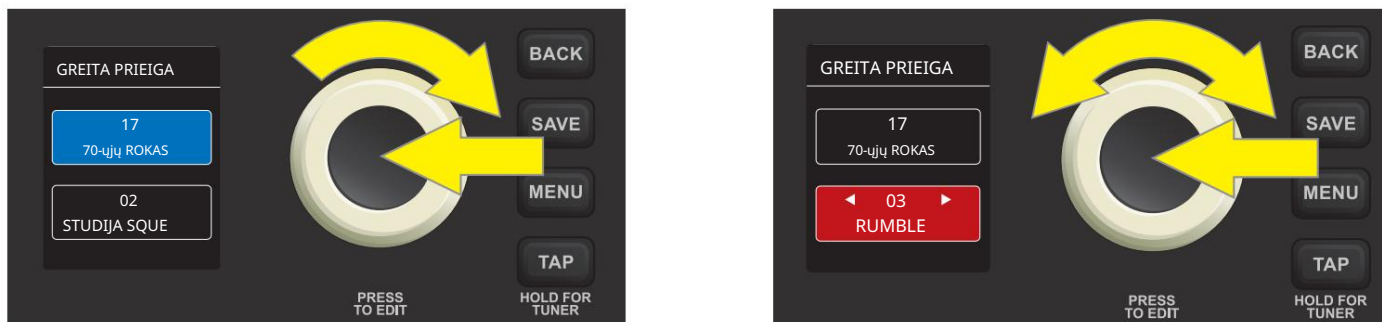 GREITA PRIEIGA
17
70-ųjų ROKAS
02
STUDIJA SQUE
BACK
SAVE
MENU
TAP
PRESS
TO EDIT
HOLD FOR
TUNER
GREITA PRIEIGA
17
70-ųjų ROKAS
◄ 03 ►
RUMBLE
BACK
SAVE
MENU
TAP
PRESS
TO EDIT
HOLD FOR
TUNER